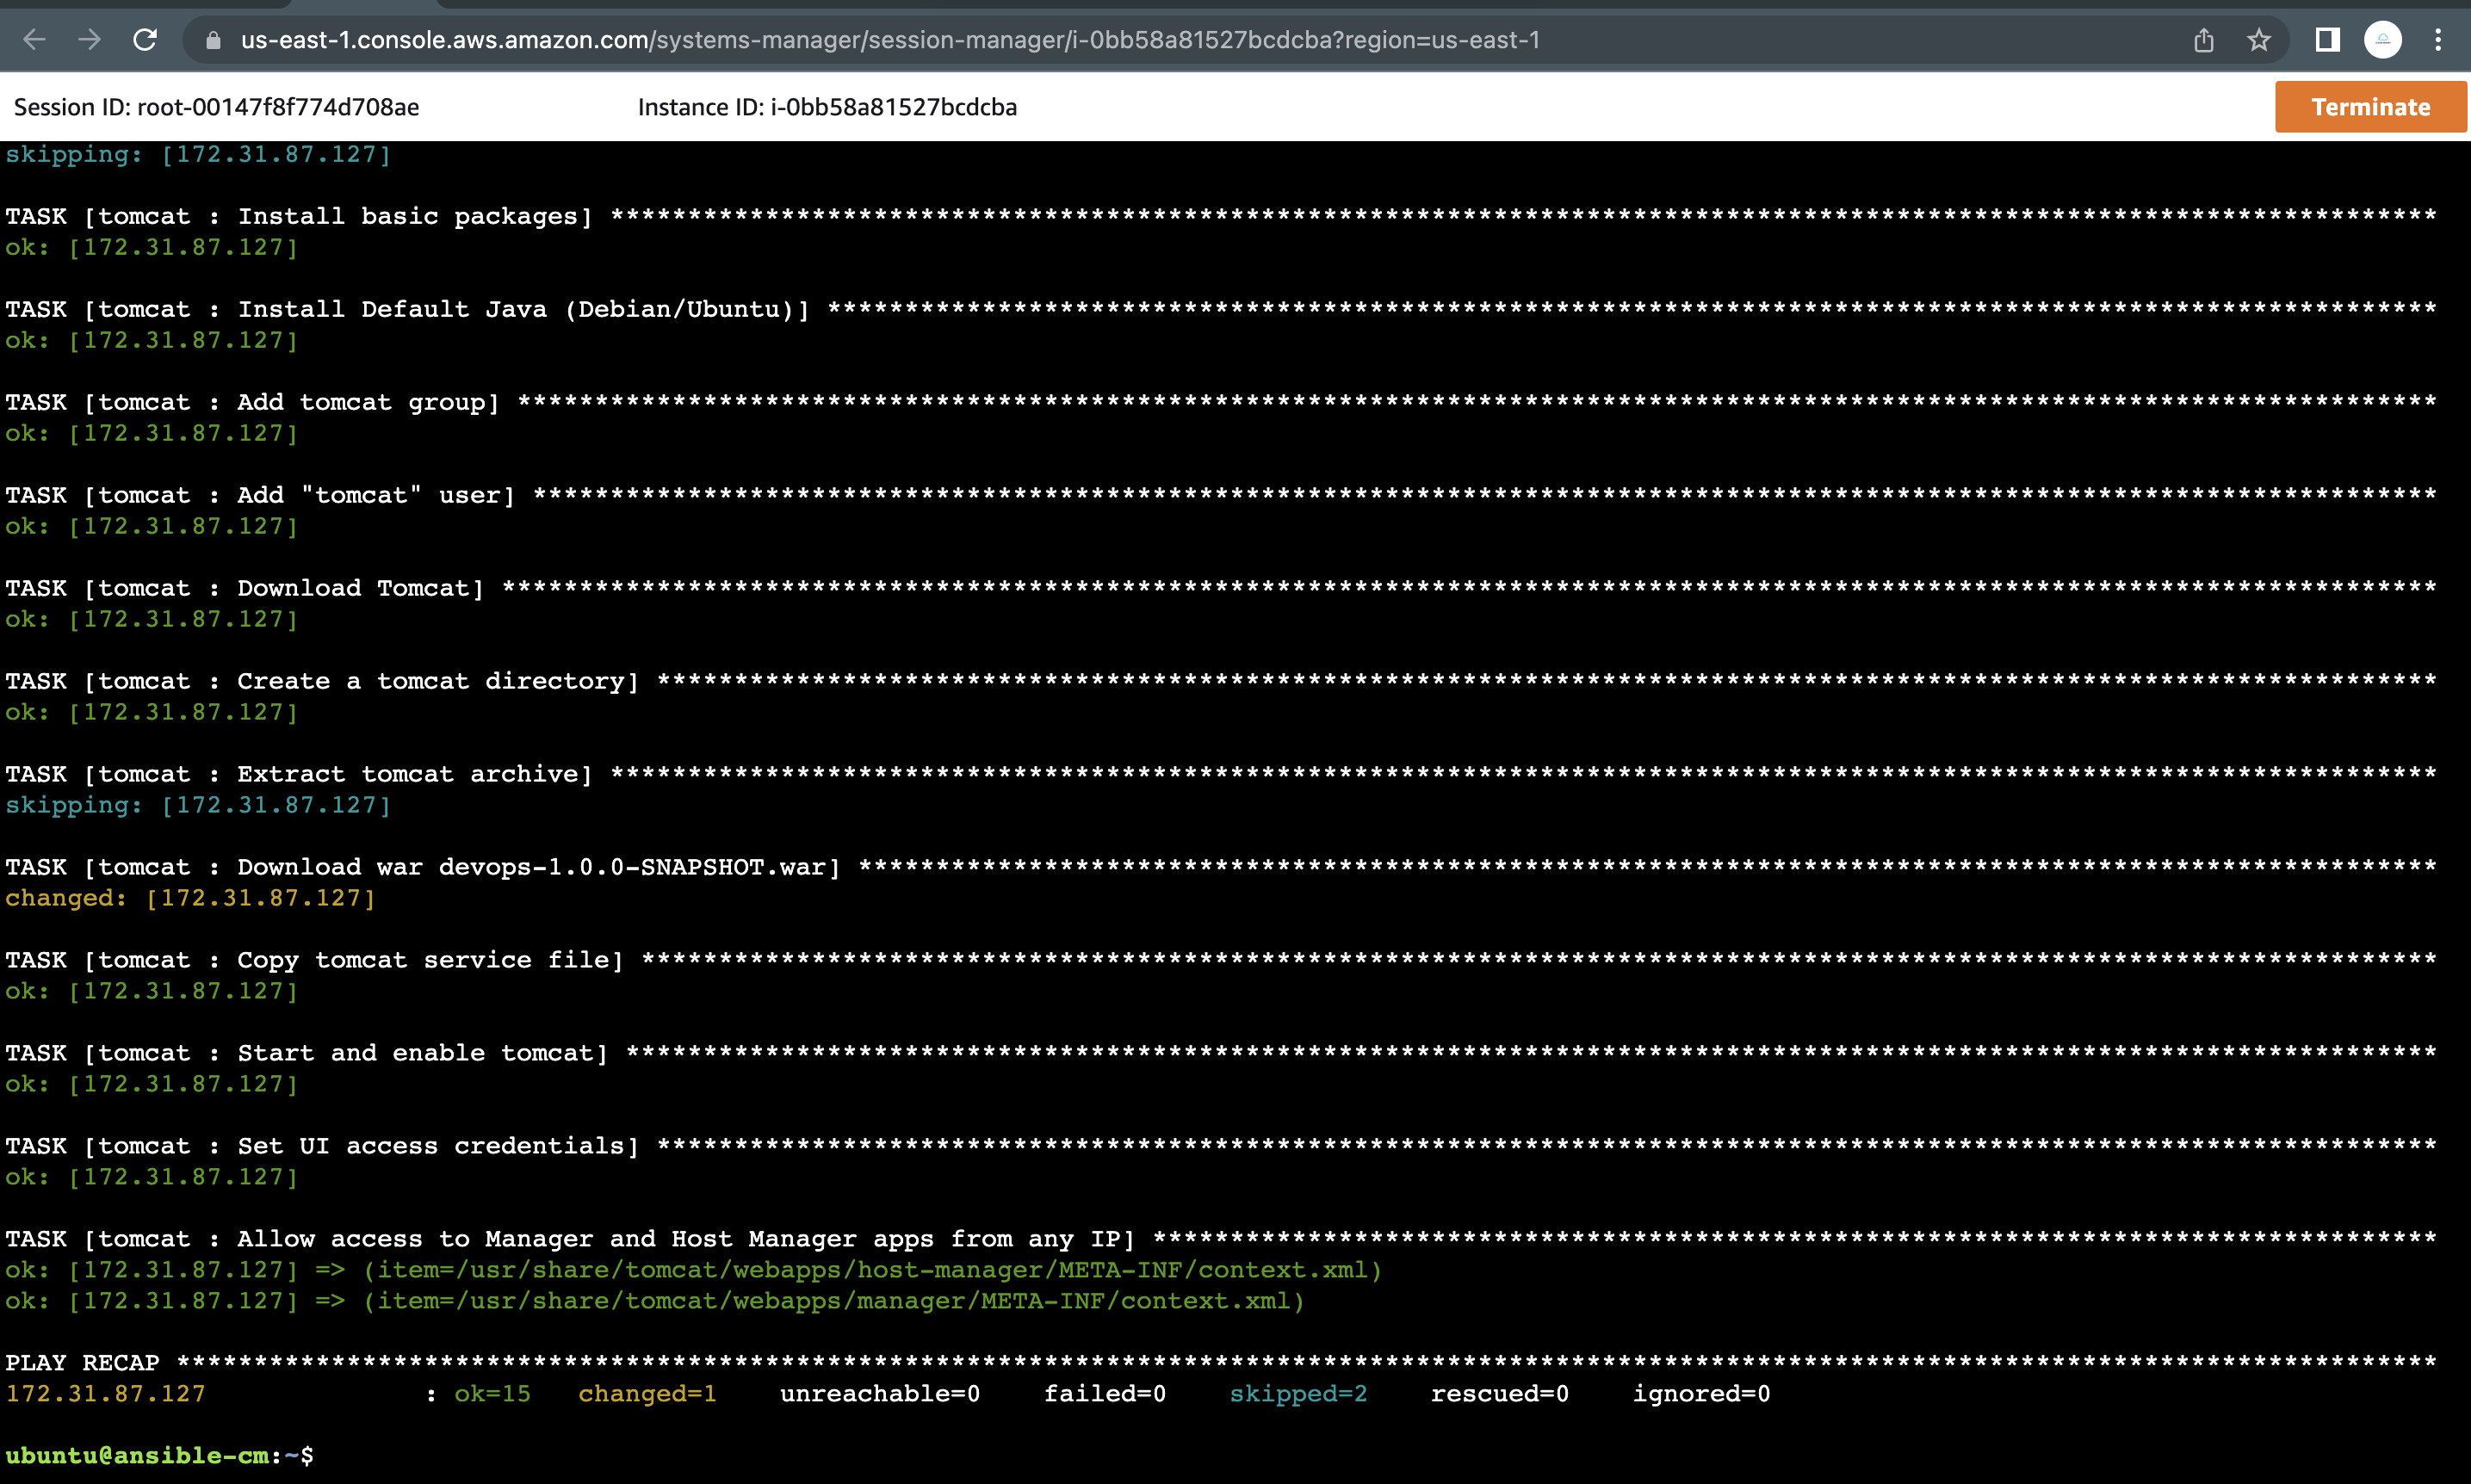 us-east-1.console.aws.amazon.com/systems-manager/session-manager/i-0bb58a81527bcdcba?region=us-east-1
Session ID: root-00147f8f774d708ae Instance ID: i-0bb58a81527bcdcba Terminate
skipping: [172.31.87.127]
TASK [tomcat : Install basic packages] **********************************************************************************************************************
ok: [172.31.87.127]
TASK [tomcat : Install Default Java (Debian/Ubuntu)] ********************************************************************************************************
ok: [172.31.87.127]
TASK [tomcat : Add tomcat group] ****************************************************************************************************************************
ok: [172.31.87.127]
TASK [tomcat : Add "tomcat" user] ***************************************************************************************************************************
ok: [172.31.87.127]
TASK [tomcat : Download Tomcat] *****************************************************************************************************************************
ok: [172.31.87.127]
TASK [tomcat : Create a tomcat directory] *******************************************************************************************************************
ok: [172.31.87.127]
TASK [tomcat : Extract tomcat archive] **********************************************************************************************************************
skipping: [172.31.87.127]
TASK [tomcat : Download war devops-1.0.0-SNAPSHOT.war] ******************************************************************************************************
changed: [172.31.87.127]
TASK [tomcat : Copy tomcat service file] ********************************************************************************************************************
ok: [172.31.87.127]
TASK [tomcat : Start and enable tomcat] *********************************************************************************************************************
ok: [172.31.87.127]
TASK [tomcat : Set UI access credentials] *******************************************************************************************************************
ok: [172.31.87.127]
TASK [tomcat : Allow access to Manager and Host Manager apps from any IP] ***********************************************************************************
ok: [172.31.87.127] => (item=/usr/share/tomcat/webapps/host-manager/META-INF/context.xml)
ok: [172.31.87.127] => (item=/usr/share/tomcat/webapps/manager/META-INF/context.xml)
PLAY RECAP **************************************************************************************************************************************************
172.31.87.127 : ok=15 changed=1 unreachable=0 failed=0 skipped=2 rescued=0 ignored=0
ubuntu@ansible-cm:~$